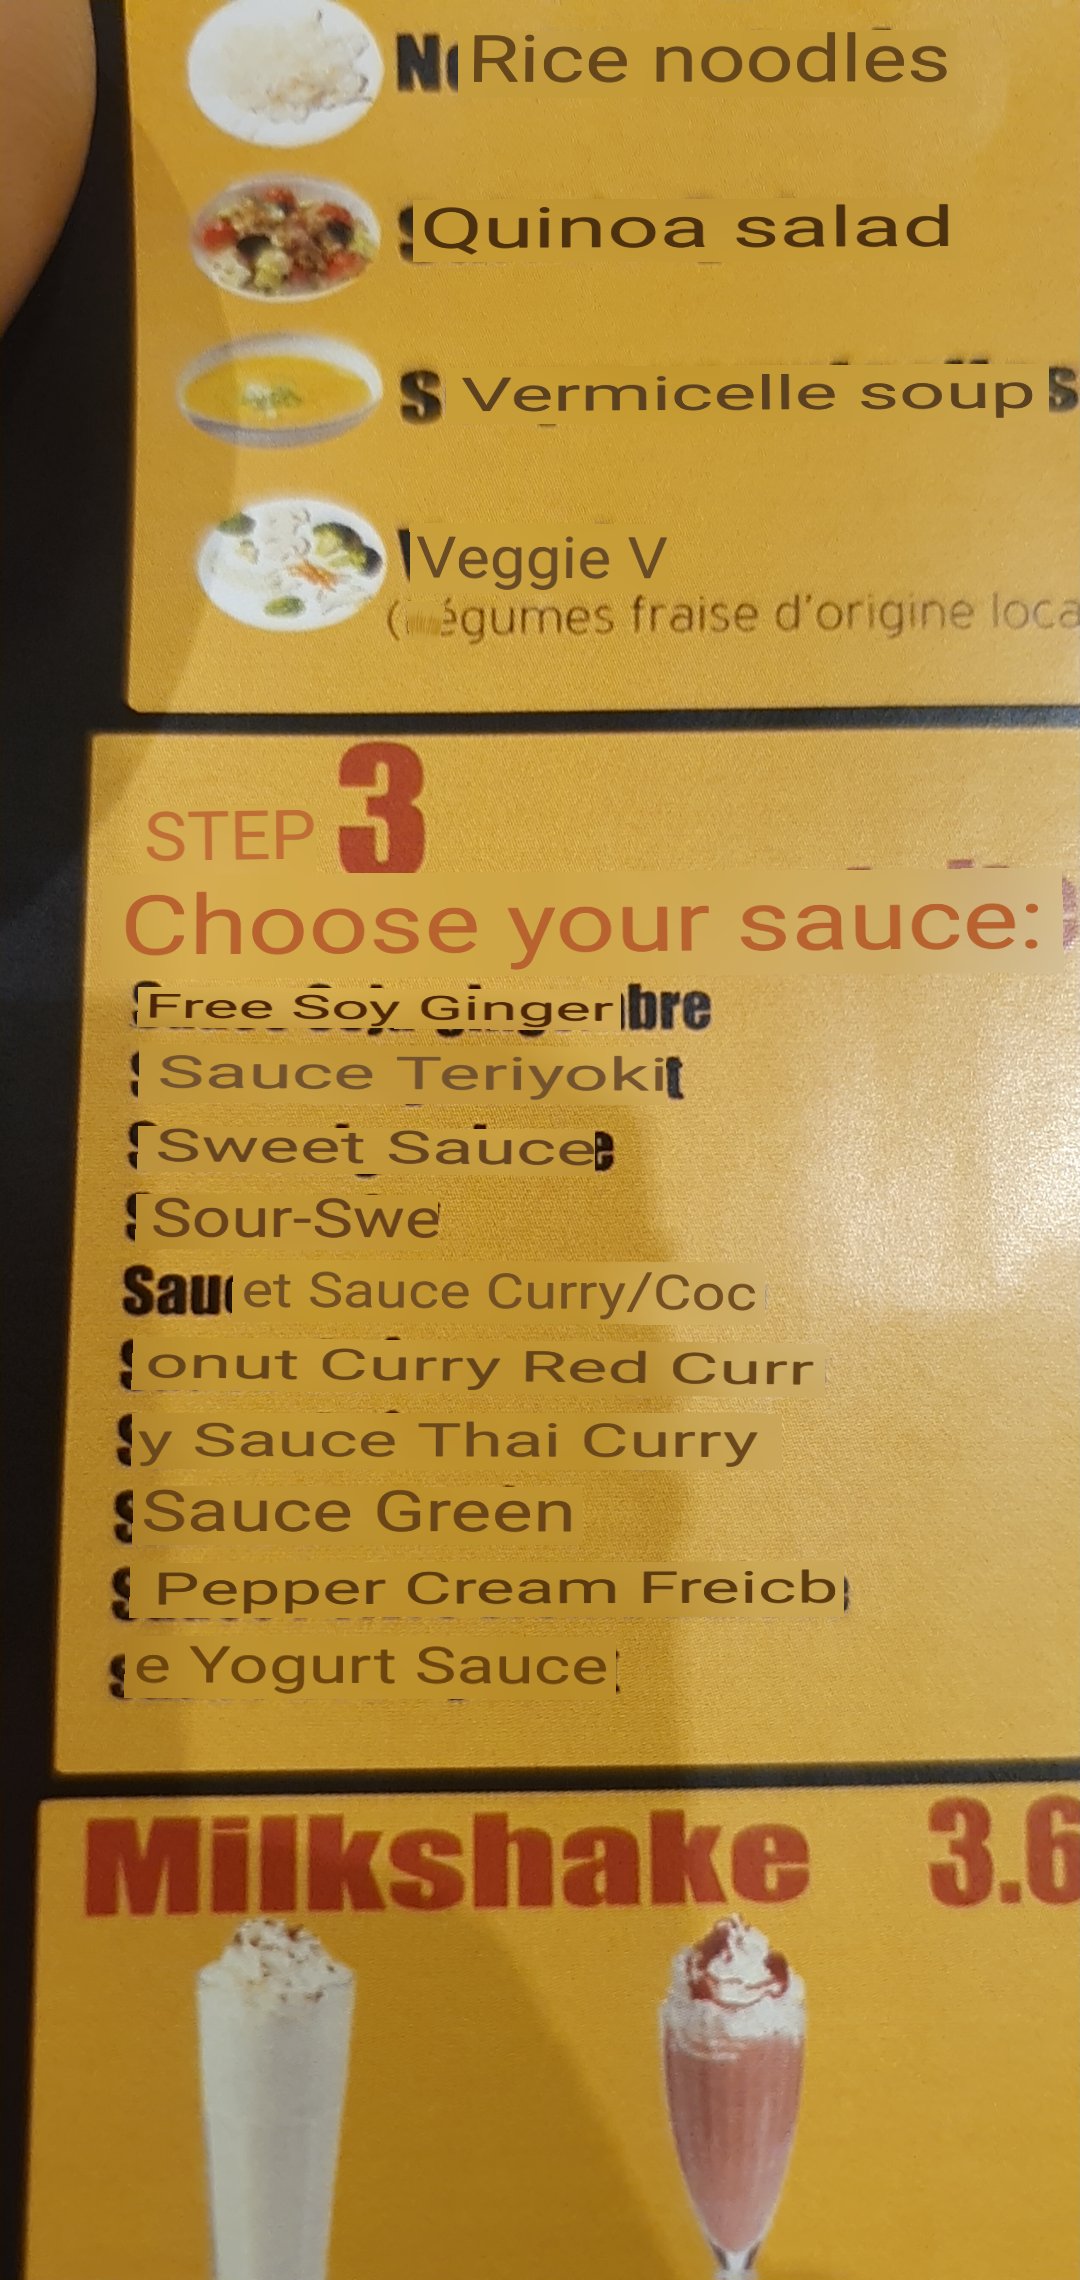 Rice noodles
Quinoa salad
Vermicelle soup
Veggie V
égumes fraise d'origine loca
STEP 3
Choose your sauce:
Free Soy Ginger bre
Sauce Teriyoki
Sweet Sauce
Sour-Swe
Sau et Sauce Curry/Coc
onut Curry Red Curr
y Sauce Thai Curry
Sauce Green
Pepper Cream Freicb
e Yogurt Sauce
Milkshake 3.6